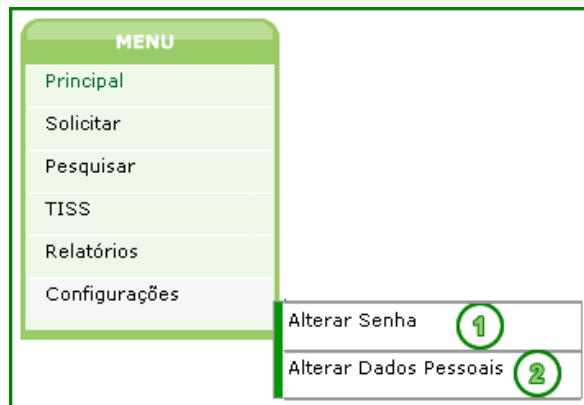 MENU
Principal
Solicitar
Pesquisar
TISS
Relatórios
Configurações
Alterar Senha 1
Alterar Dados Pessoais 2